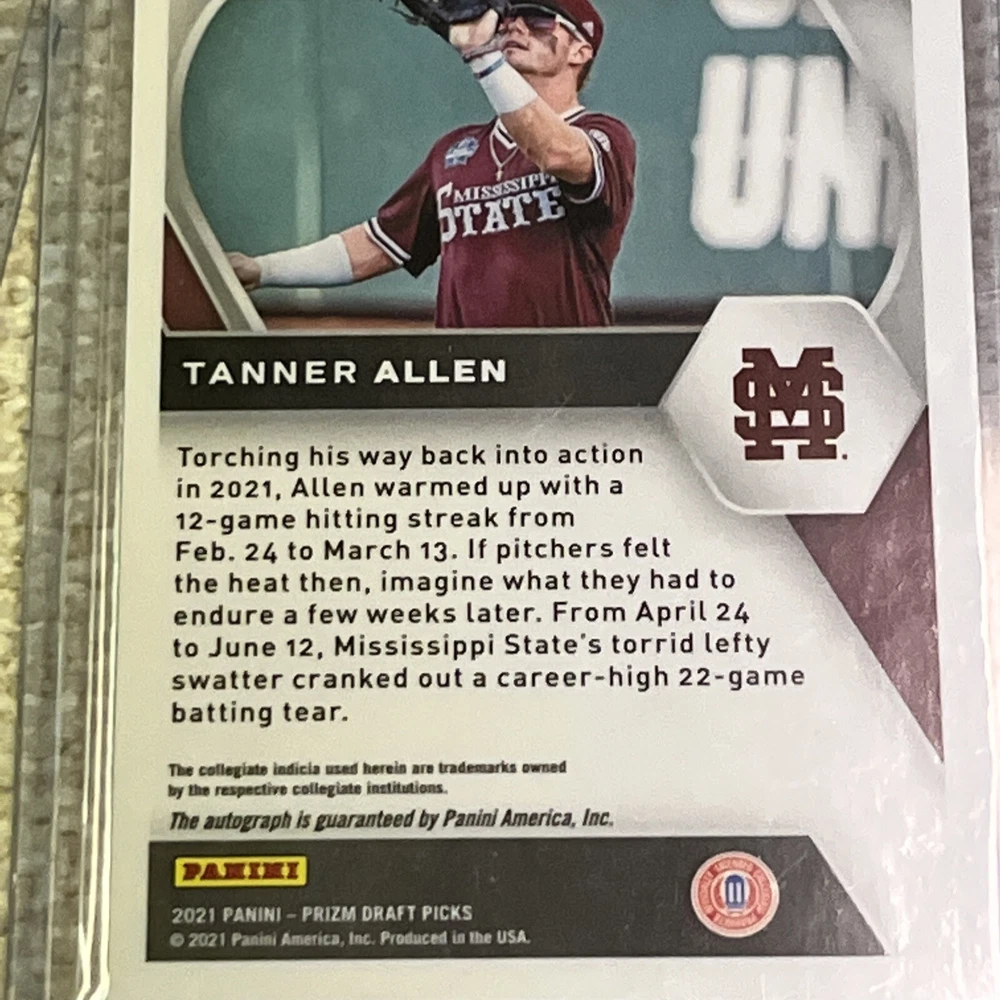 UN
MISSISSIPPI
STATE
TANNER ALLEN
MSU
Torching his way back into action
in 2021, Allen warmed up with a
12-game hitting streak from
Feb. 24 to March 13. If pitchers felt
the heat then, imagine what they had to
endure a few weeks later. From April 24
to June 12, Mississippi State's torrid lefty
swatter cranked out a career-high 22-game
batting tear.
The collegiate indicia used herein are trademarks owned
by the respective collegiate institutions.
The autograph is guaranteed by Panini America, Inc.
PANINI
2021 PANINI – PRIZM DRAFT PICKS
© 2021 Panini America, Inc. Produced in the USA.